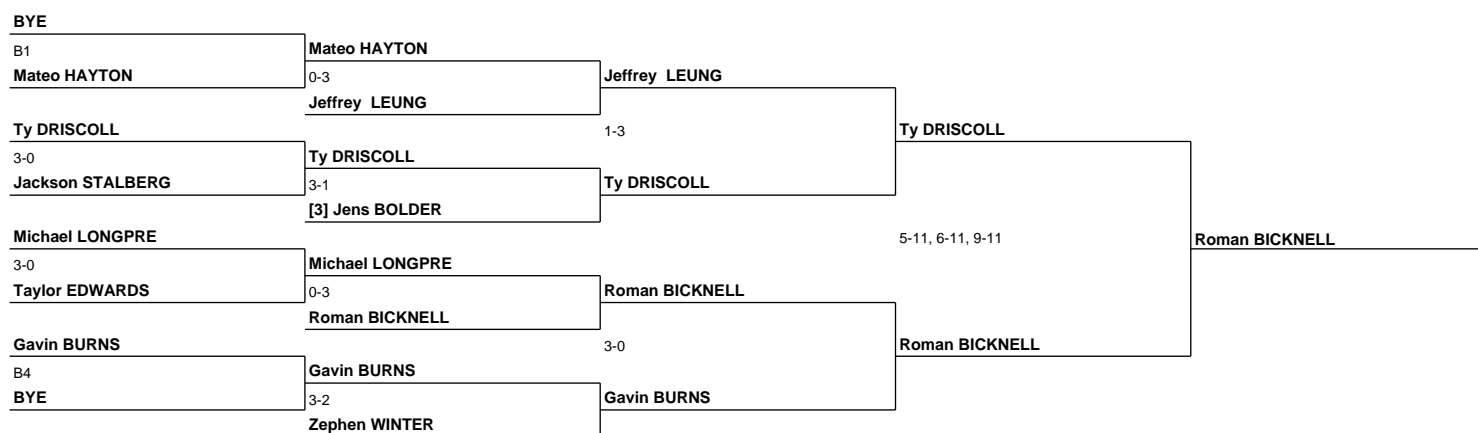 BYE
B1
Mateo HAYTON
Mateo HAYTON
0-3
Jeffrey LEUNG
Jeffrey LEUNG
1-3
Ty DRISCOLL
3-0
Jackson STALBERG
Ty DRISCOLL
3-1
[3] Jens BOLDER
Ty DRISCOLL
Ty DRISCOLL
5-11, 6-11, 9-11
Roman BICKNELL
Michael LONGPRE
3-0
Taylor EDWARDS
Michael LONGPRE
0-3
Roman BICKNELL
Roman BICKNELL
3-0
Roman BICKNELL
Gavin BURNS
B4
BYE
Gavin BURNS
3-2
Zephen WINTER
Gavin BURNS